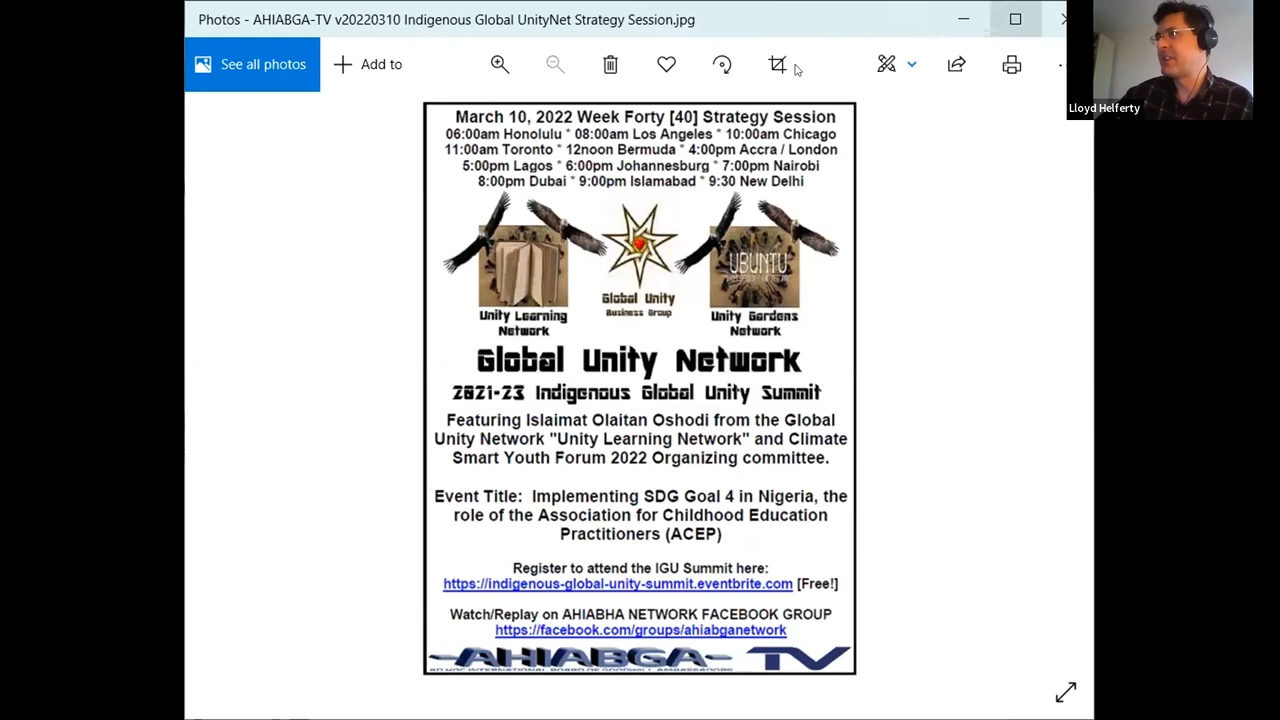 Photos - AHIABGA-TV v20220310 Indigenous Global UnityNet Strategy Session.jpg
See all photos
Add to
Lloyd Helferty
March 10, 2022 Week Forty [40] Strategy Session
06:00am Honolulu * 08:00am Los Angeles * 10:00am Chicago
11:00am Toronto * 12noon Bermuda * 4:00pm Accra / London
5:00pm Lagos * 6:00pm Johannesburg * 7:00pm Nairobi
8:00pm Dubai * 9:00pm Islamabad * 9:30 New Delhi
UBUNTU
Global Unity
Business Group
Unity Learning
Network
Unity Gardens
Network
Global Unity Network
2021-23 Indigenous Global Unity Summit
Featuring Islaimat Olaitan Oshodi from the Global
Unity Network "Unity Learning Network" and Climate
Smart Youth Forum 2022 Organizing committee.
Event Title: Implementing SDG Goal 4 in Nigeria, the
role of the Association for Childhood Education
Practitioners (ACEP)
Register to attend the IGU Summit here:
https://indigenous-global-unity-summit.eventbrite.com [Free!]
Watch/Replay on AHIABHA NETWORK FACEBOOK GROUP
https://facebook.com/groups/ahiabganetwork
-AHIABGA- TV
AD HOC INTERNATIONAL BOARD OF GOODWILL AMBASSADORS